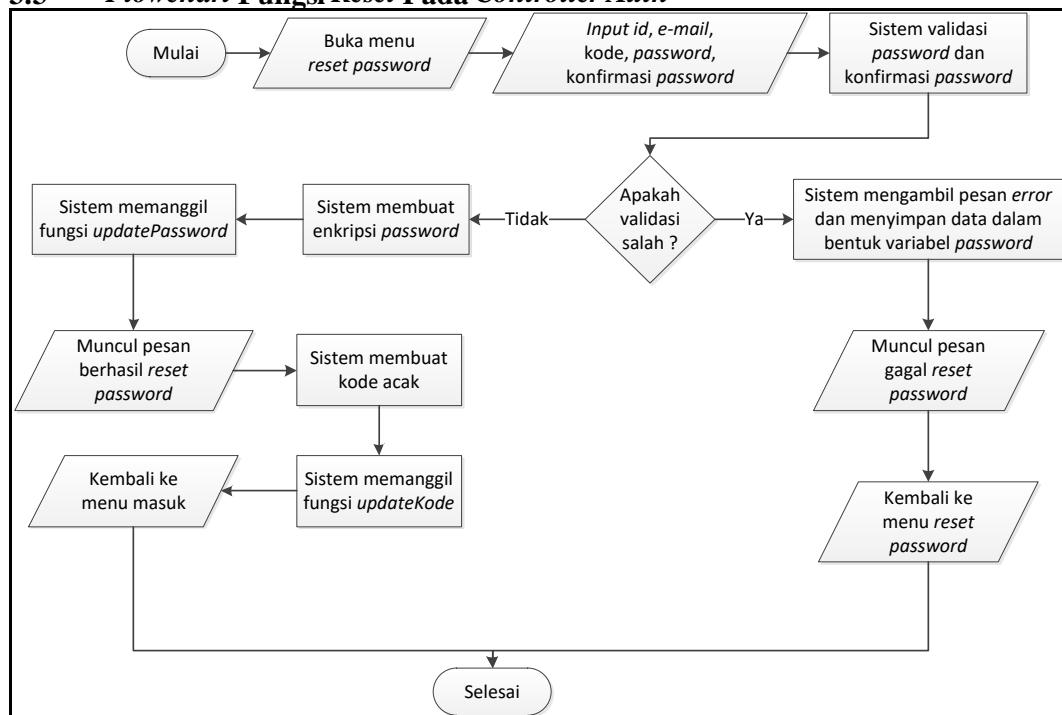 Flowchart Fungsi Reset Pada Controller Auth
Mulai
Buka menu
reset password
Input id, e-mail,
kode, password,
konfirmasi password
Sistem validasi
password dan
konfirmasi password
Apakah
validasi
salah ?
Tidak
Ya
Sistem membuat
enkripsi password
Sistem memanggil
fungsi updatePassword
Muncul pesan
berhasil reset
password
Sistem membuat
kode acak
Sistem memanggil
fungsi updateKode
Kembali ke
menu masuk
Sistem mengambil pesan error
dan menyimpan data dalam
bentuk variabel password
Muncul pesan
gagal reset
password
Kembali ke
menu reset
password
Selesai